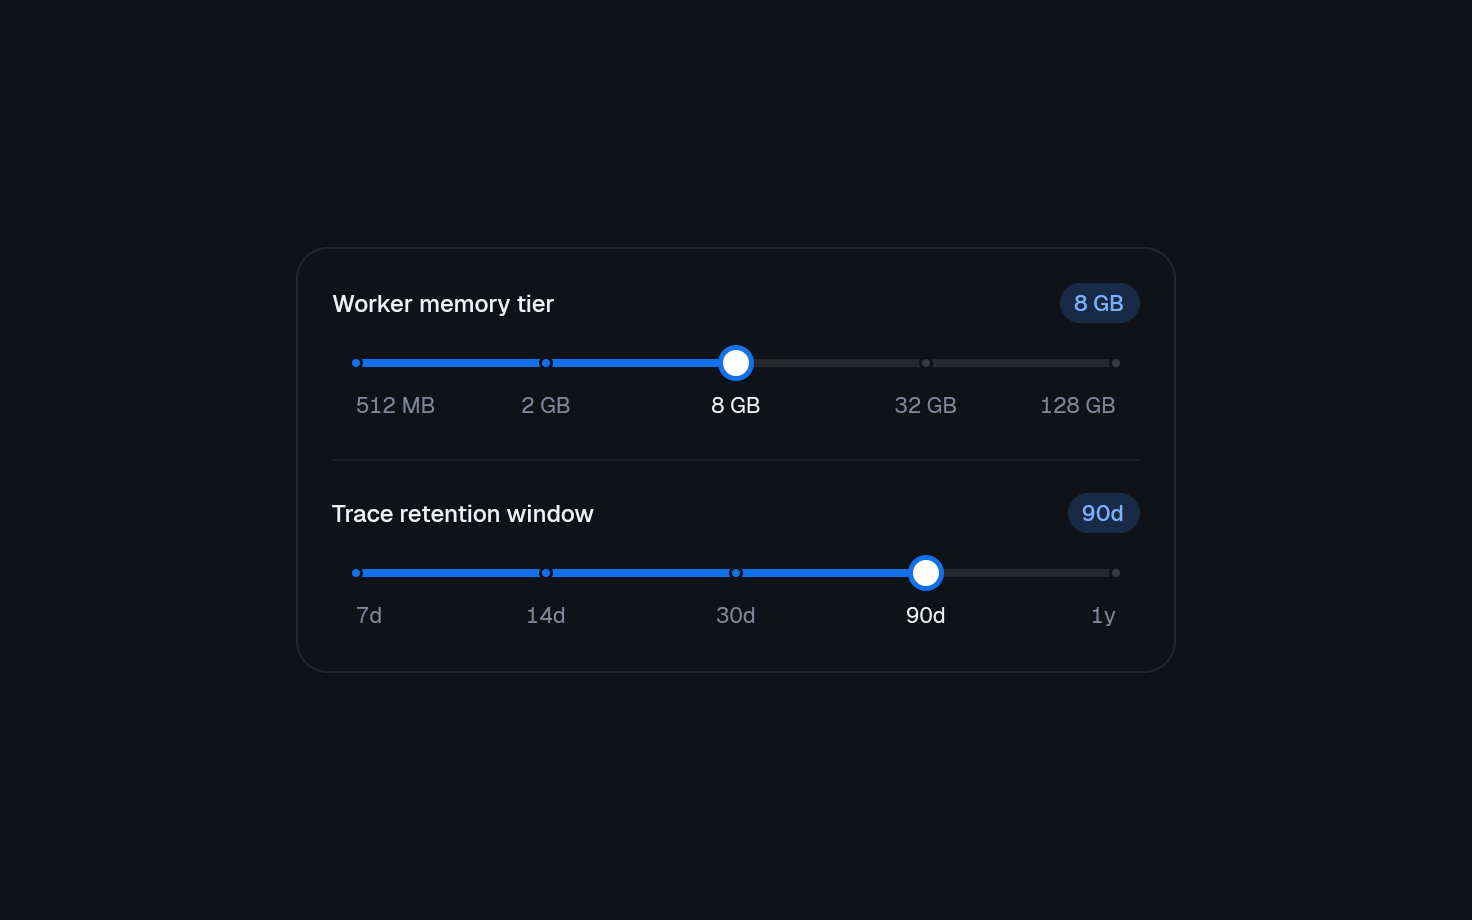 Worker memory tier 8 GB
512 MB 2 GB 8 GB 32 GB 128 GB
Trace retention window 90d
7d 14d 30d 90d 1y